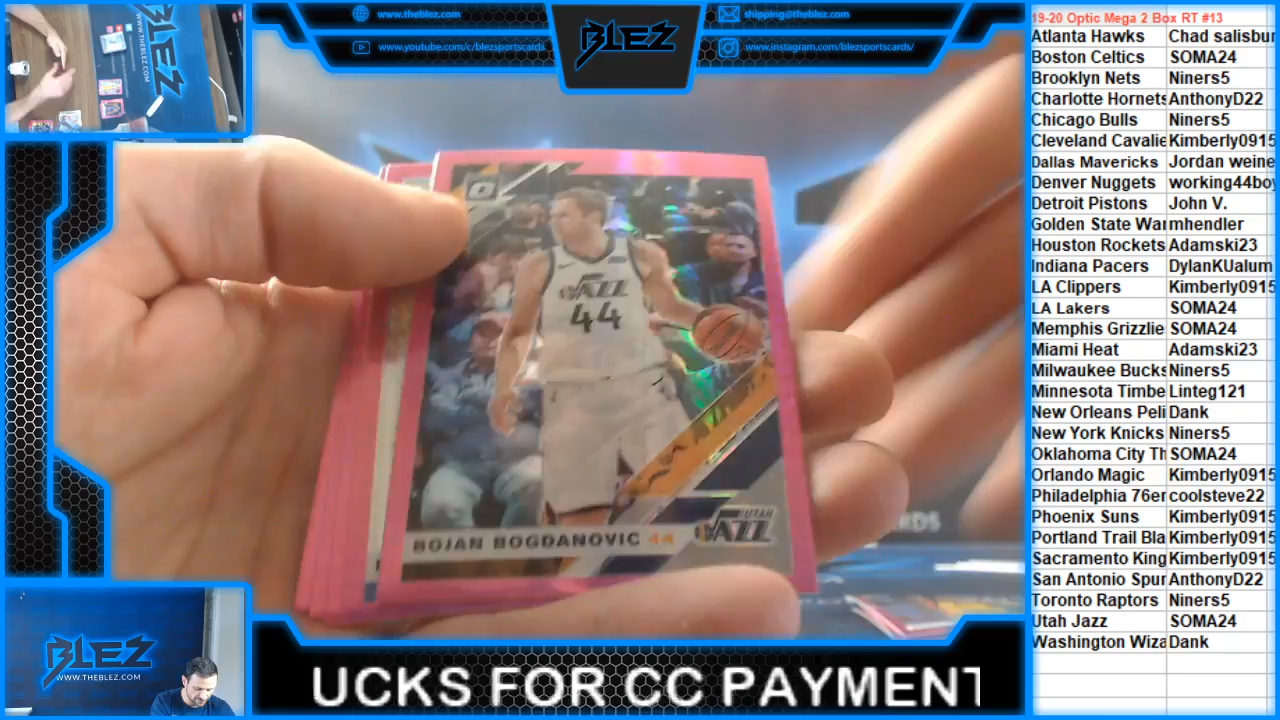 www.theblez.com
shipping@theblez.com
www.youtube.com/c/blezsportscards
www.instagram.com/blezsportscards/
BLEZ
BLEZ
WWW.THEBLEZ.COM
JAZZ
44
BOJAN BOGDANOVIC 44
UTAH
JAZZ
BLEZ
WWW.THEBLEZ.COM
UCKS FOR CC PAYMENT
19-20 Optic Mega 2 Box RT #13
Atlanta Hawks Chad salisbur
Boston Celtics SOMA24
Brooklyn Nets Niners5
Charlotte Hornets AnthonyD22
Chicago Bulls Niners5
Cleveland Cavalie Kimberly0915
Dallas Mavericks Jordan weine
Denver Nuggets working44boy
Detroit Pistons John V.
Golden State War mhendler
Houston Rockets Adamski23
Indiana Pacers DylanKUalum
LA Clippers Kimberly0915
LA Lakers SOMA24
Memphis Grizzlie SOMA24
Miami Heat Adamski23
Milwaukee Bucks Niners5
Minnesota Timbe Linteg121
New Orleans Peli Dank
New York Knicks Niners5
Oklahoma City Th SOMA24
Orlando Magic Kimberly0915
Philadelphia 76er coolsteve22
Phoenix Suns Kimberly0915
Portland Trail Bla Kimberly0915
Sacramento King Kimberly0915
San Antonio Spur AnthonyD22
Toronto Raptors Niners5
Utah Jazz SOMA24
Washington Wiza Dank